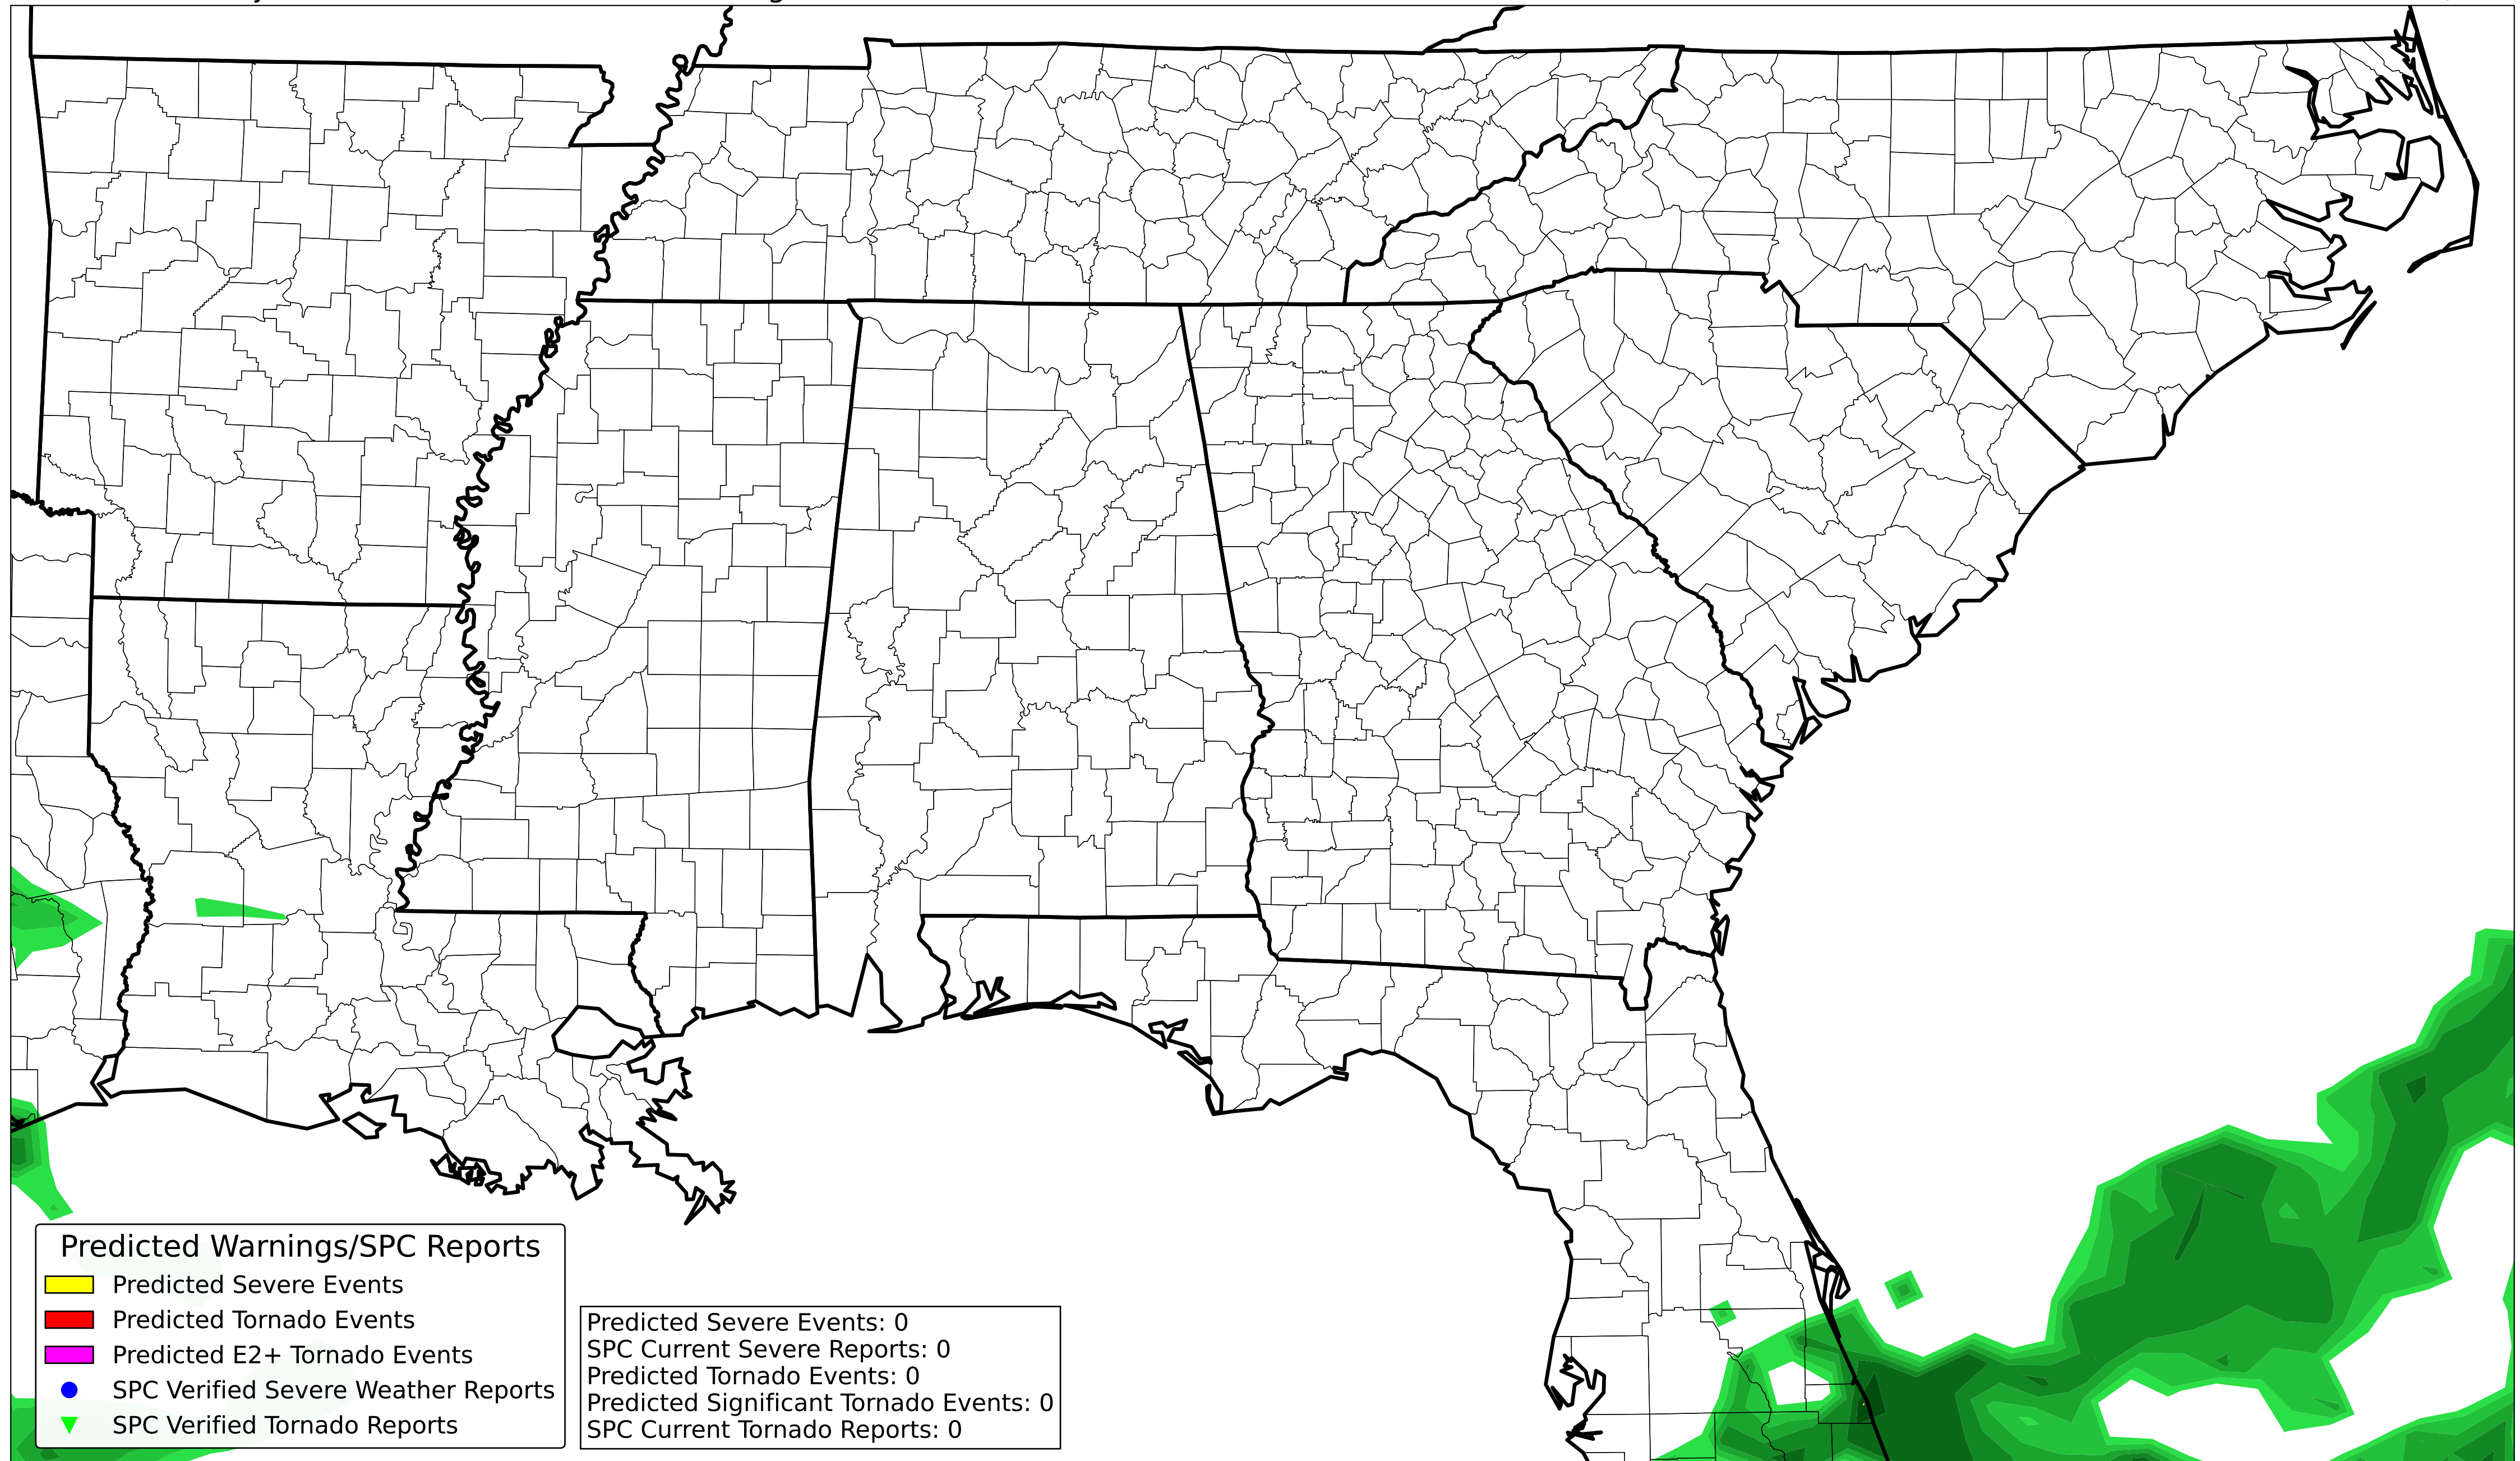 Predicted Warnings/SPC Reports
Predicted Severe Events
Predicted Tornado Events
Predicted E2+ Tornado Events
SPC Verified Severe Weather Reports
SPC Verified Tornado Reports
Predicted Severe Events: 0
SPC Current Severe Reports: 0
Predicted Tornado Events: 0
Predicted Significant Tornado Events: 0
SPC Current Tornado Reports: 0